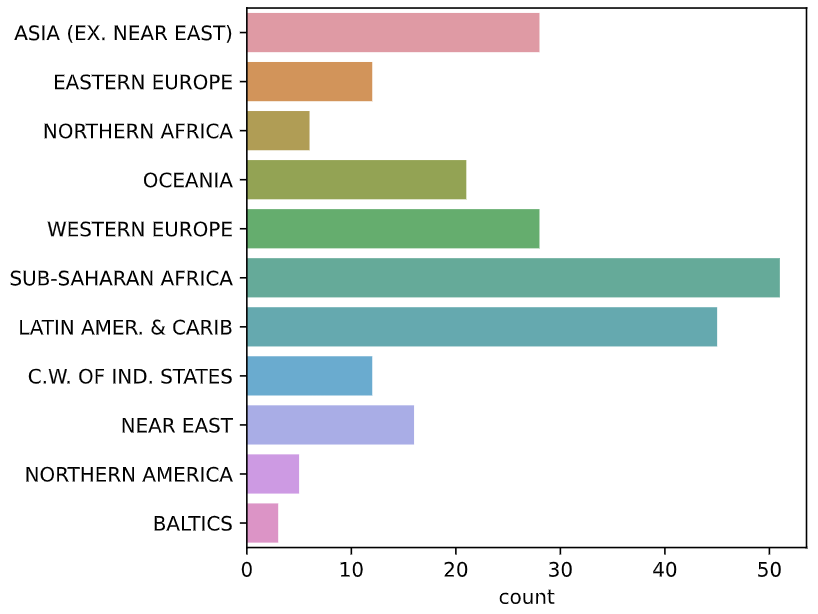 ASIA (EX. NEAR EAST)
EASTERN EUROPE
NORTHERN AFRICA
OCEANIA
WESTERN EUROPE
SUB-SAHARAN AFRICA
LATIN AMER. & CARIB
C.W. OF IND. STATES
NEAR EAST
NORTHERN AMERICA
BALTICS
0 10 20 30 40 50
count